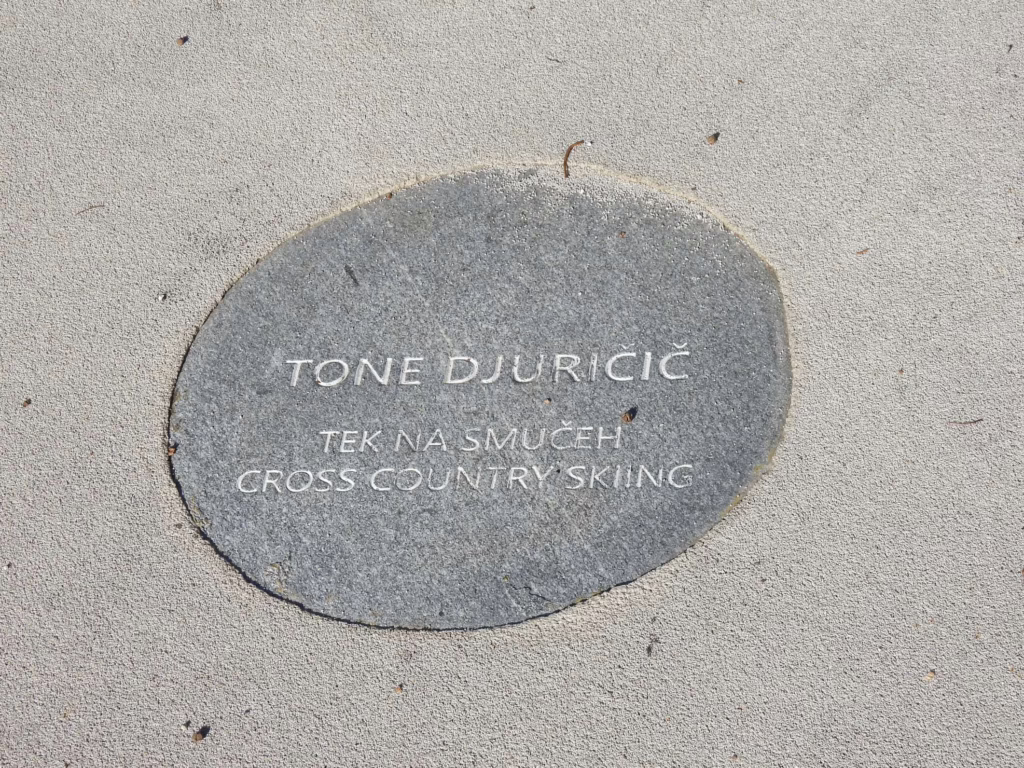 TONE DJURIČIČ
TEK NA SMUČEH
CROSS COUNTRY SKIING